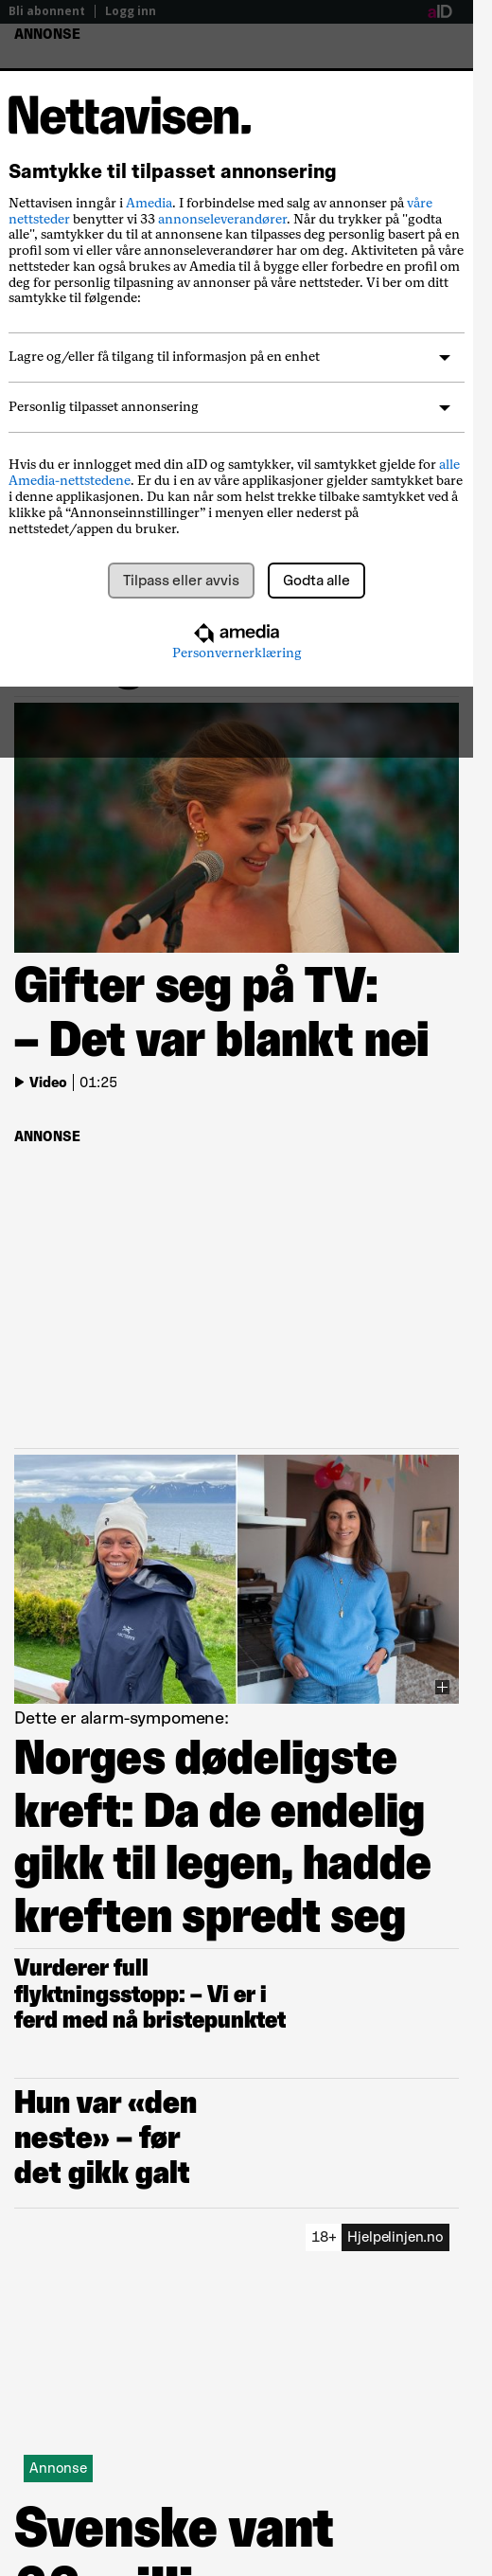 Bli abonnent | Logg inn
aID
ANNONSE
Nettavisen.
Samtykke til tilpasset annonsering
Nettavisen inngår i Amedia. I forbindelse med salg av annonser på våre
nettsteder benytter vi 33 annonseleverandører. Når du trykker på "godta
alle", samtykker du til at annonsene kan tilpasses deg personlig basert på en
profil som vi eller våre annonseleverandører har om deg. Aktiviteten på våre
nettsteder kan også brukes av Amedia til å bygge eller forbedre en profil om
deg for personlig tilpasning av annonser på våre nettsteder. Vi ber om ditt
samtykke til følgende:
Lagre og/eller få tilgang til informasjon på en enhet
Personlig tilpasset annonsering
Hvis du er innlogget med din aID og samtykker, vil samtykket gjelde for alle
Amedia-nettstedene. Er du i en av våre applikasjoner gjelder samtykket bare
i denne applikasjonen. Du kan når som helst trekke tilbake samtykket ved å
klikke på “Annonseinnstillinger” i menyen eller nederst på
nettstedet/appen du bruker.
Tilpass eller avvis
Godta alle
amedia
Personvernerklæring
Gifter seg på TV:
– Det var blankt nei
Video | 01:25
ANNONSE
Dette er alarm-sympomene:
Norges dødeligste
kreft: Da de endelig
gikk til legen, hadde
kreften spredt seg
Vurderer full
flyktningsstopp: – Vi er i
ferd med nå bristepunktet
Hun var «den
neste» – før
det gikk galt
18+ Hjelpelinjen.no
Annonse
Svenske vant